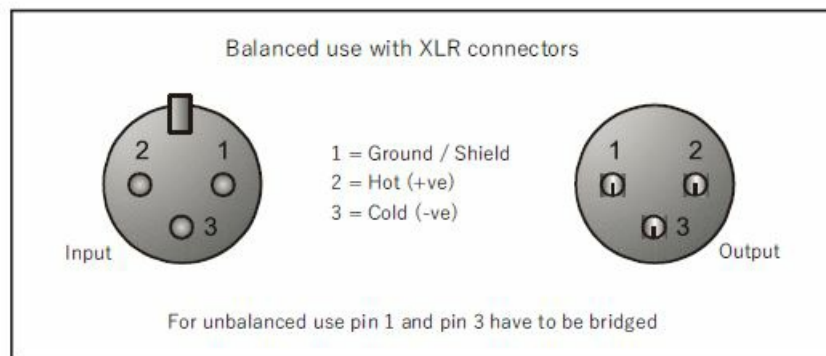 Balanced use with XLR connectors
2 1
3
Input
1 = Ground / Shield
2 = Hot (+ve)
3 = Cold (-ve)
1 2
3
Output
For unbalanced use pin 1 and pin 3 have to be bridged